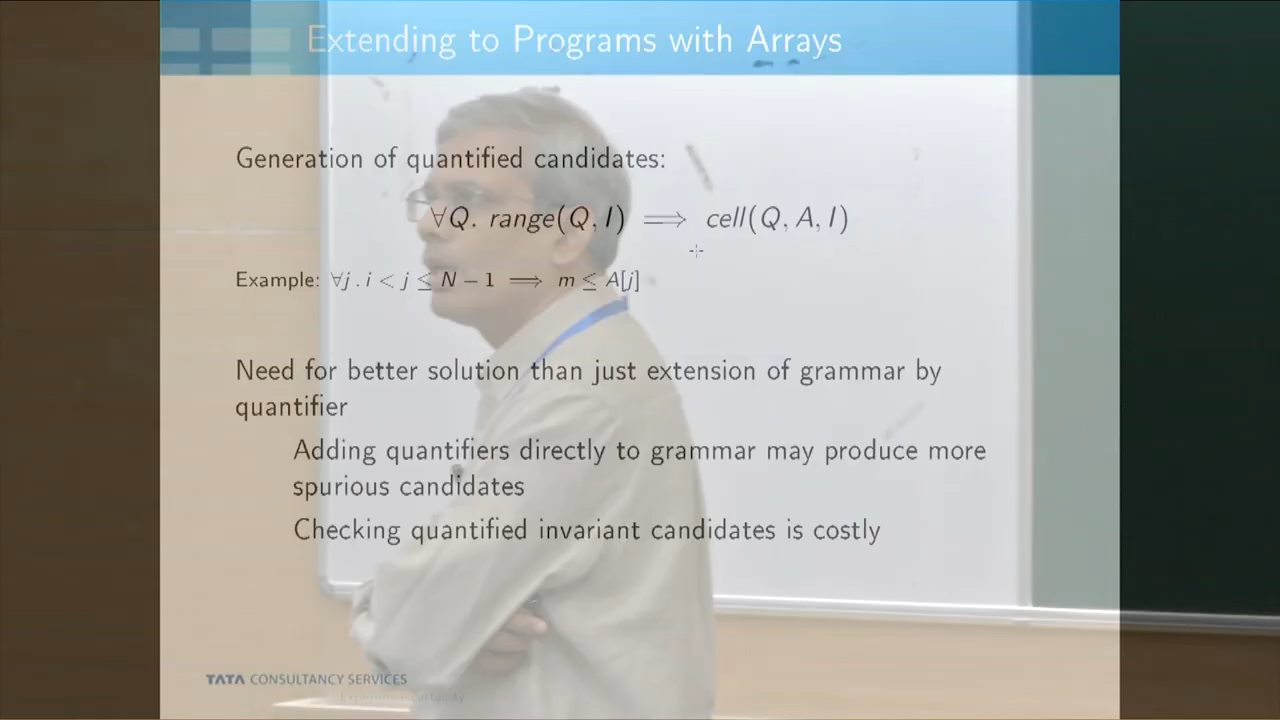 Extending to Programs with Arrays
Generation of quantified candidates:
∀Q. range(Q, I) ⟹ cell(Q, A, I)
Example: ∀j . i < j ≤ N − 1 ⟹ m ≤ A[j]
Need for better solution than just extension of grammar by
quantifier
Adding quantifiers directly to grammar may produce more
spurious candidates
Checking quantified invariant candidates is costly
TATA CONSULTANCY SERVICES